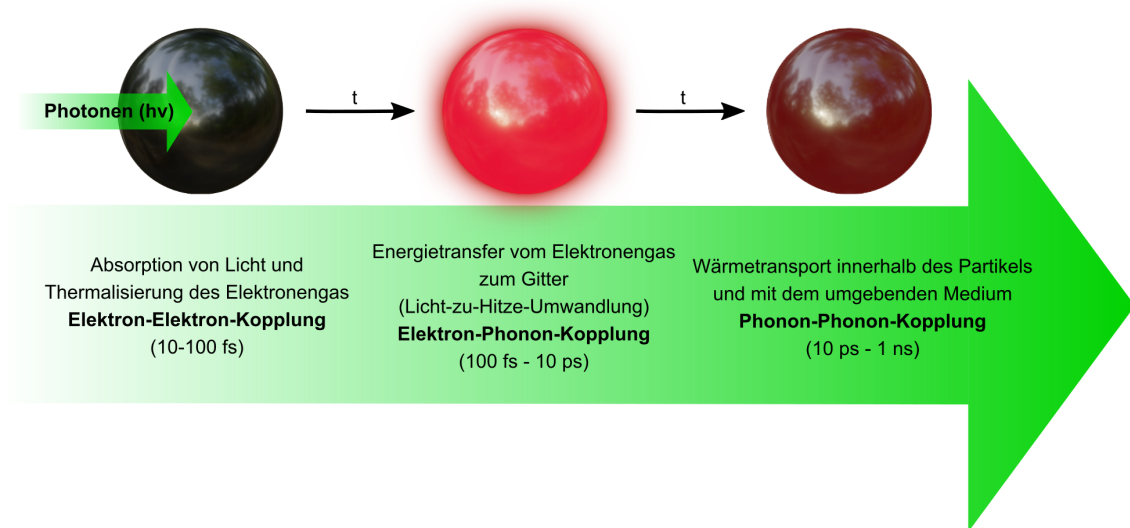 Photonen (hv)
t
t
Absorption von Licht und
Thermalisierung des Elektronengas
Elektron-Elektron-Kopplung
(10-100 fs)
Energietransfer vom Elektronengas
zum Gitter
(Licht-zu-Hitze-Umwandlung)
Elektron-Phonon-Kopplung
(100 fs - 10 ps)
Wärmetransport innerhalb des Partikels
und mit dem umgebenden Medium
Phonon-Phonon-Kopplung
(10 ps - 1 ns)